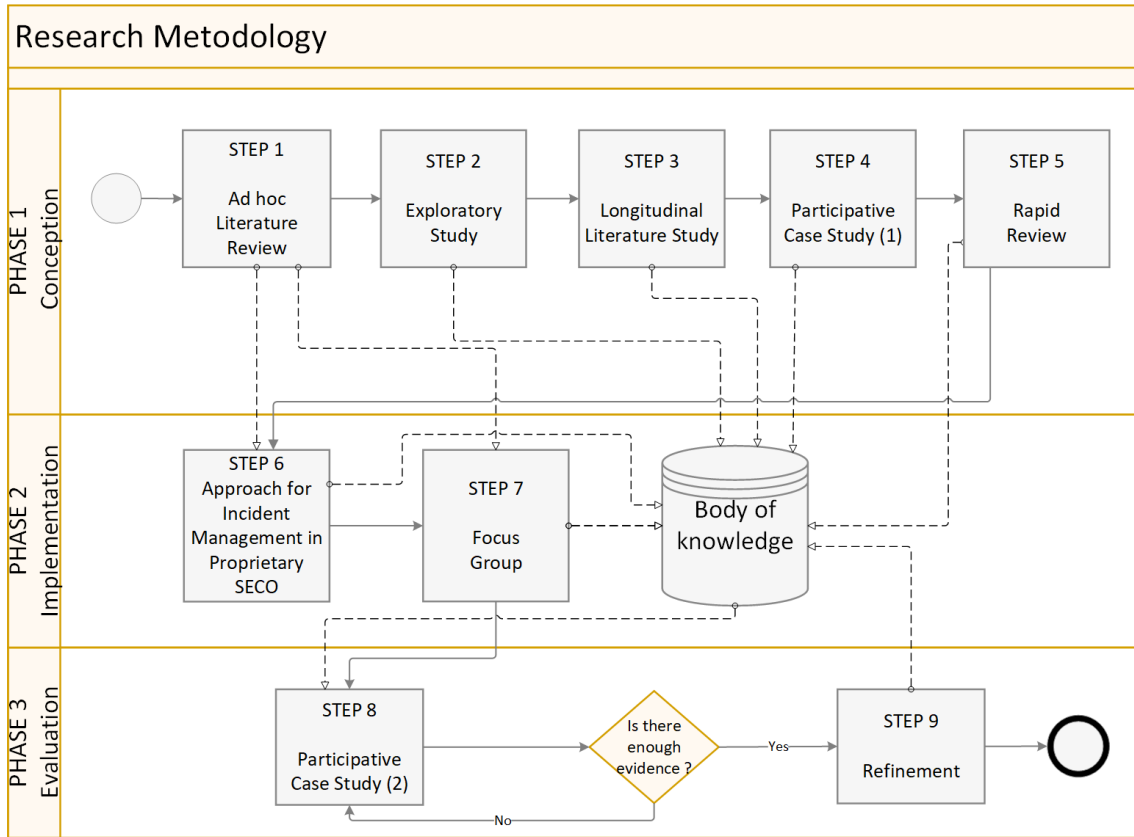 Research Metodology
PHASE 1
Conception
STEP 1
Ad hoc
Literature
Review
STEP 2
Exploratory
Study
STEP 3
Longitudinal
Literature Study
STEP 4
Participative
Case Study (1)
STEP 5
Rapid
Review
PHASE 2
Implementation
STEP 6
Approach for
Incident
Management in
Proprietary
SECO
STEP 7
Focus
Group
Body of
knowledge
PHASE 3
Evaluation
STEP 8
Participative
Case Study (2)
Is there
enough
evidence ?
Yes
No
STEP 9
Refinement